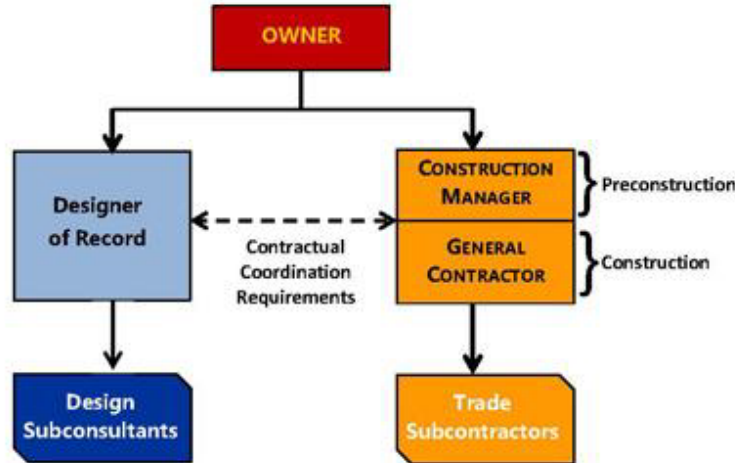 OWNER
Designer
of Record
CONSTRUCTION
MANAGER
Preconstruction
Contractual
Coordination
Requirements
GENERAL
CONTRACTOR
Construction
Design
Subconsultants
Trade
Subcontractors